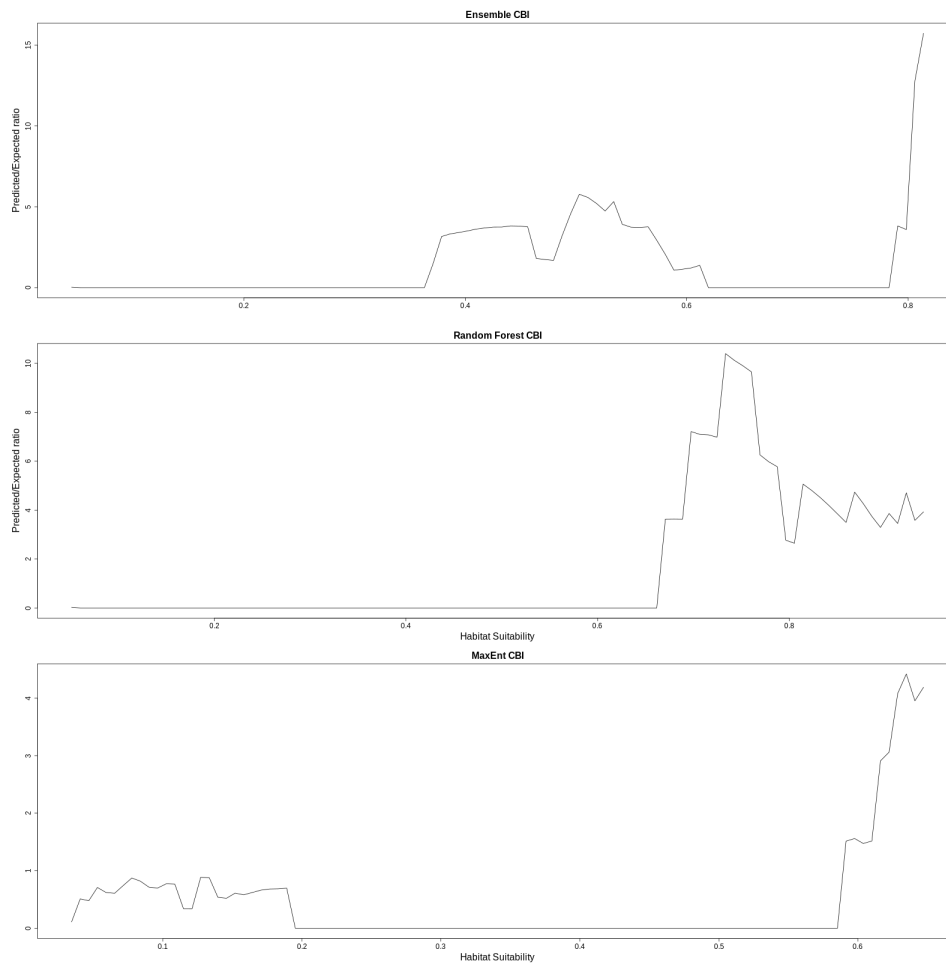 Ensemble CBI
Predicted/Expected ratio
15
10
5
0
0.2 0.4 0.6 0.8
Random Forest CBI
Predicted/Expected ratio
10
8
6
4
2
0
0.2 0.4 0.6 0.8
Habitat Suitability
MaxEnt CBI
4
3
2
1
0
0.1 0.2 0.3 0.4 0.5 0.6
Habitat Suitability